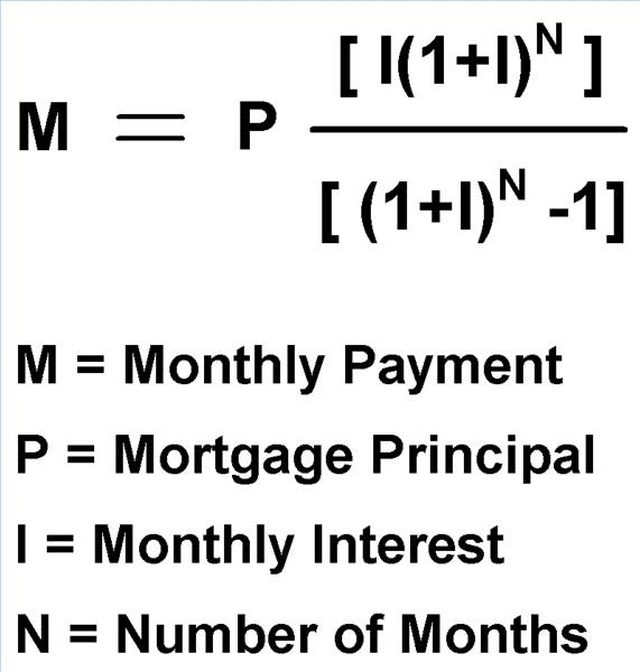 M = P [ I(1+I)^N ]
[ (1+I)^N -1]
M = Monthly Payment
P = Mortgage Principal
I = Monthly Interest
N = Number of Months